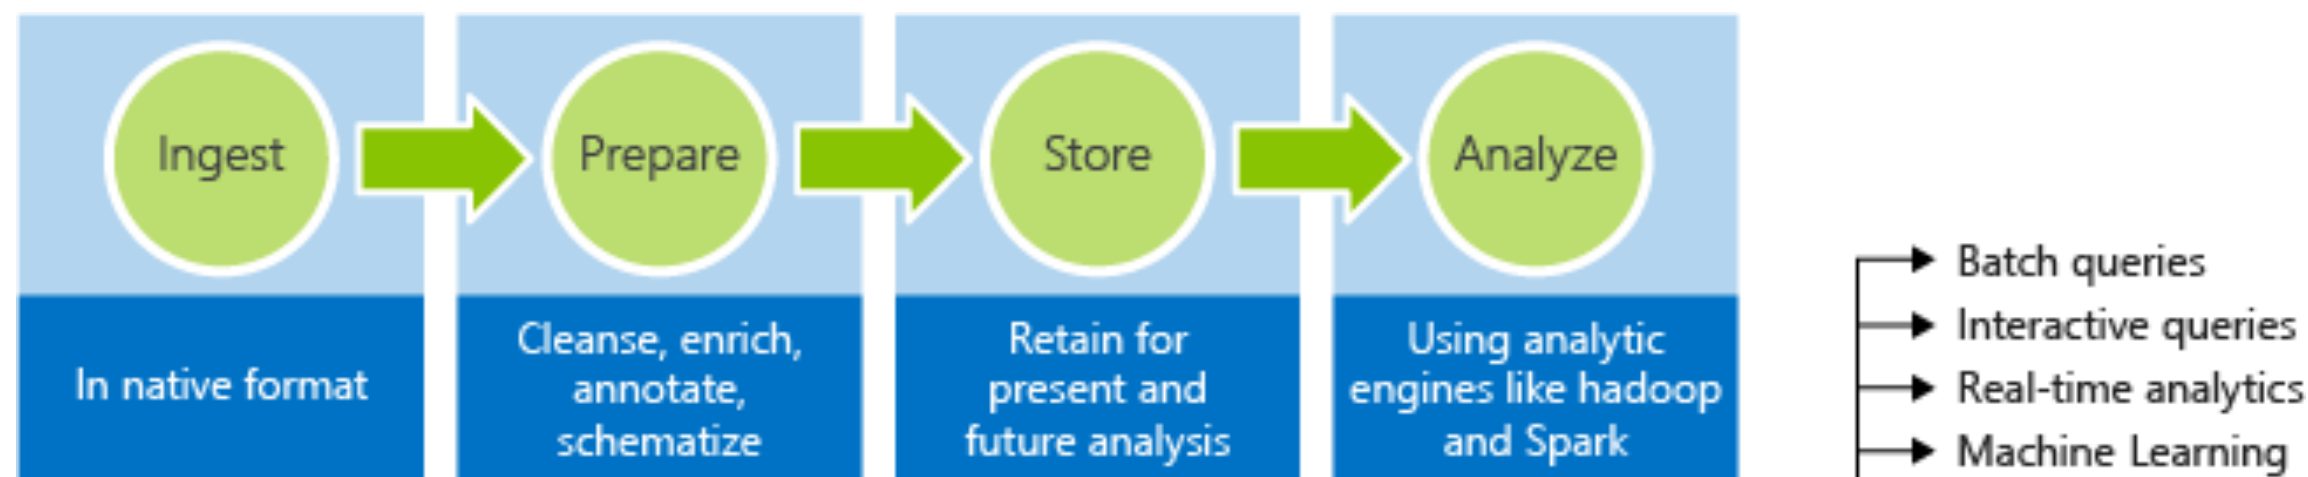 Ingest
In native format
Prepare
Cleanse, enrich,
annotate,
schematize
Store
Retain for
present and
future analysis
Analyze
Using analytic
engines like hadoop
and Spark
Batch queries
Interactive queries
Real-time analytics
Machine Learning